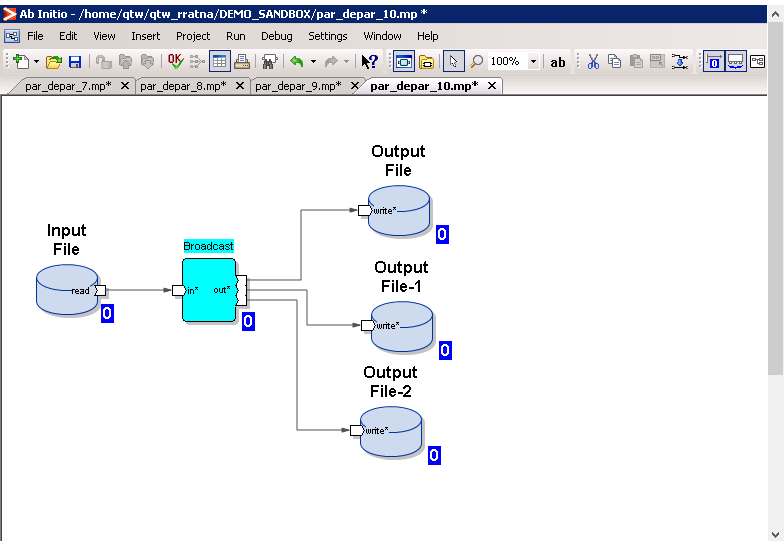 Ab Initio - /home/qtw/qtw_rratna/DEMO_SANDBOX/par_depar_10.mp *
File Edit View Insert Project Run Debug Settings Window Help
OK 100% ab 0
par_depar_7.mp* par_depar_8.mp* par_depar_9.mp* par_depar_10.mp*
Output
File
write*
0
Input
File
read
0
Broadcast
in* out*
0
Output
File-1
write*
0
Output
File-2
write*
0